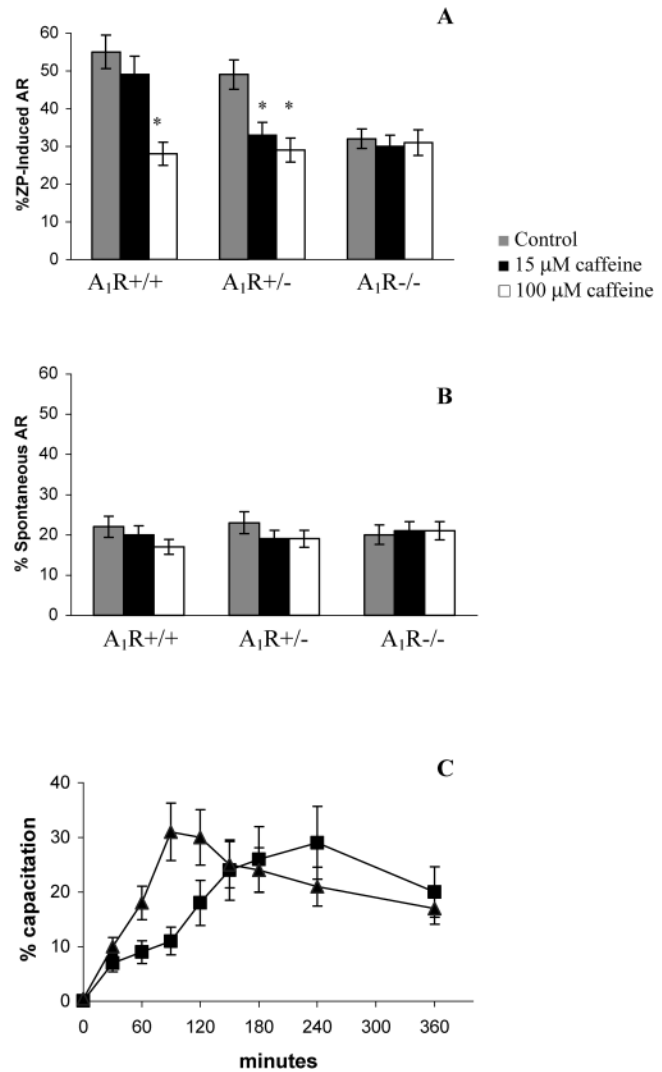 A
%ZP-Induced AR
60
50
40
30
20
10
0
*
* *
A₁R+/+ A₁R+/- A₁R-/-
Control
15 μM caffeine
100 μM caffeine
B
% Spontaneous AR
60
50
40
30
20
10
0
A₁R+/+ A₁R+/- A₁R-/-
C
% capacitation
40
30
20
10
0
0 60 120 180 240 300 360
minutes